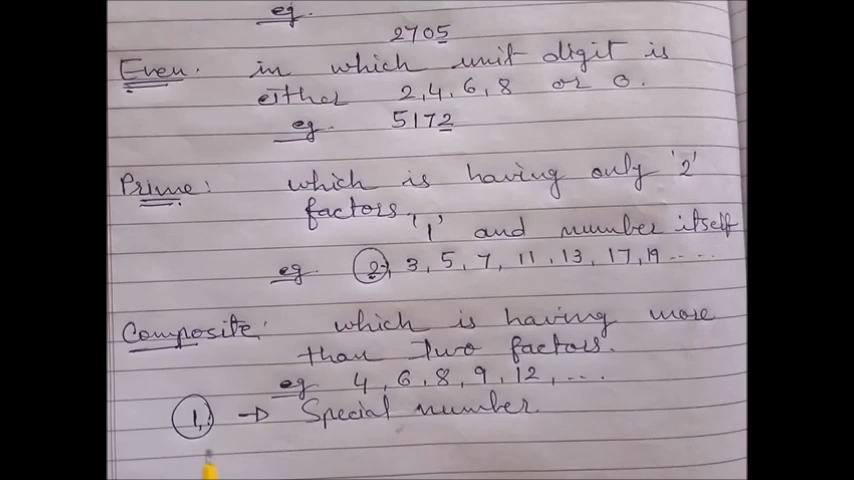 eg.
2705
Even: in which unit digit is
either 2,4,6,8 or 0.
eg. 5172
Prime: which is having only '2'
factors, '1' and number itself
eg. 2, 3, 5, 7, 11, 13, 17, 19 ....
Composite: which is having more
than Two factors.
eg 4, 6, 8, 9, 12, ....
1, → Special number.